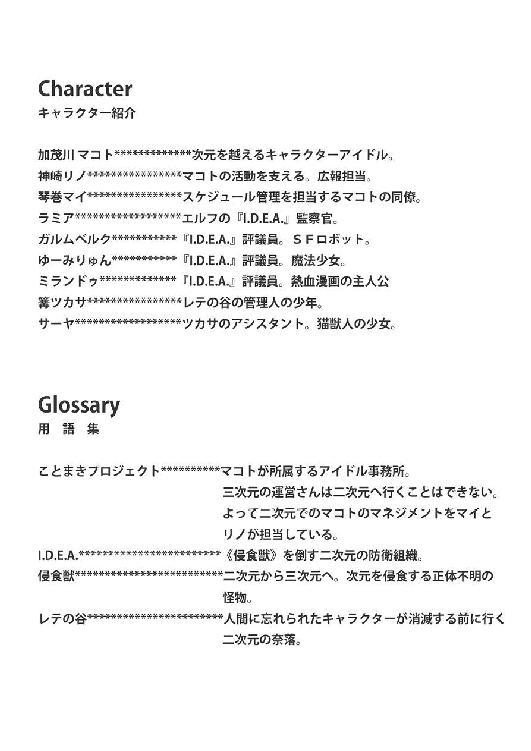 Character
キャラクター紹介
加茂川 マコト*************次元を越えるキャラクターアイドル。
神崎リノ****************マコトの活動を支える。広報担当。
琴巻マイ****************スケジュール管理を担当するマコトの同僚。
ラミア******************エルフの『I.D.E.A.』監察官。
ガルムベルク***********『I.D.E.A.』評議員。ＳＦロボット。
ゆーみりゅん***********『I.D.E.A.』評議員。魔法少女。
ミランドゥ*************『I.D.E.A.』評議員。熱血漫画の主人公
篝ツカサ****************レテの谷の管理人の少年。
サーヤ******************ツカサのアシスタント。猫獣人の少女。
Glossary
用 語 集
ことまきプロジェクト**********マコトが所属するアイドル事務所。
三次元の運営さんは二次元へ行くことはできない。
よって二次元でのマコトのマネジメントをマイと
リノが担当している。
I.D.E.A.************************《侵食獣》を倒す二次元の防衛組織。
侵食獣*************************二次元から三次元へ。次元を侵食する正体不明の
怪物。
レテの谷***********************人間に忘れられたキャラクターが消滅する前に行く
二次元の奈落。